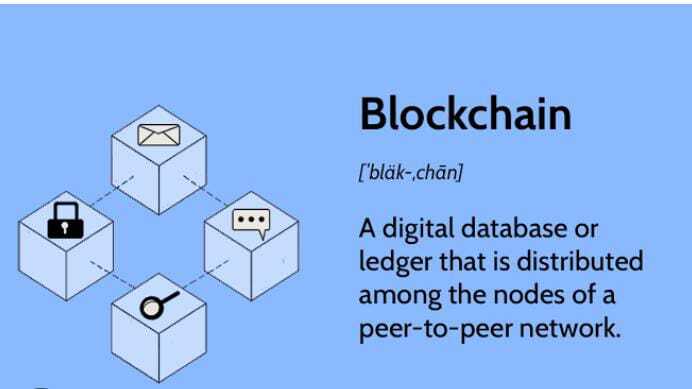 Blockchain
[ˈbläk-ˌchān]
A digital database or
ledger that is distributed
among the nodes of a
peer-to-peer network.